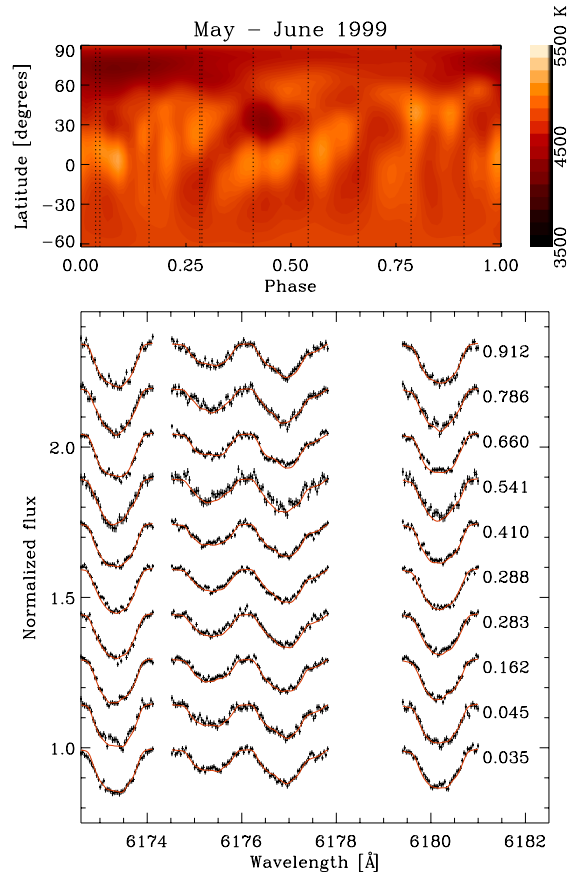 May – June 1999
90
60
30
0
−30
−60
Latitude [degrees]
0.00 0.25 0.50 0.75 1.00
Phase
5500 K
4500
3500
0.912
0.786
2.0
0.660
0.541
0.410
1.5
0.288
0.283
0.162
0.045
1.0
0.035
Normalized flux
6174 6176 6178 6180 6182
Wavelength [Å]